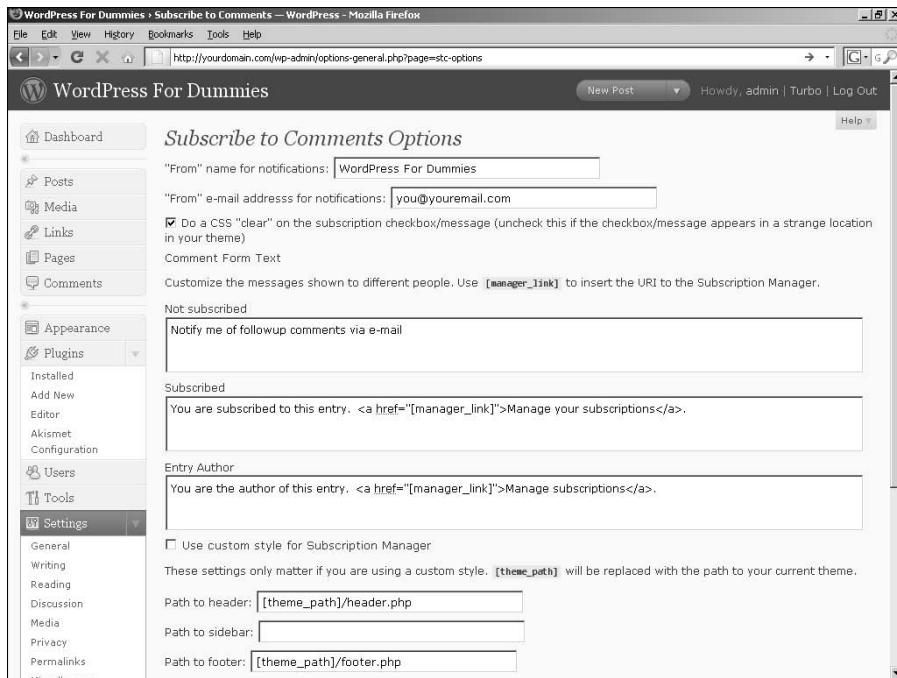 WordPress For Dummies › Subscribe to Comments — WordPress - Mozilla Firefox
File Edit View History Bookmarks Tools Help
http://yourdomain.com/wp-admin/options-general.php?page=stc-options
WordPress For Dummies
New Post
Howdy, admin | Turbo | Log Out
Help
Dashboard
Posts
Media
Links
Pages
Comments
Appearance
Plugins
Installed
Add New
Editor
Akismet
Configuration
Users
Tools
Settings
General
Writing
Reading
Discussion
Media
Privacy
Permalinks
Subscribe to Comments Options
"From" name for notifications: WordPress For Dummies
"From" e-mail addresss for notifications: you@youremail.com
Do a CSS "clear" on the subscription checkbox/message (uncheck this if the checkbox/message appears in a strange location
in your theme)
Comment Form Text
Customize the messages shown to different people. Use [manager_link] to insert the URI to the Subscription Manager.
Not subscribed
Notify me of followup comments via e-mail
Subscribed
You are subscribed to this entry. <a href="[manager_link]">Manage your subscriptions</a>.
Entry Author
You are the author of this entry. <a href="[manager_link]">Manage subscriptions</a>.
Use custom style for Subscription Manager
These settings only matter if you are using a custom style. [theme_path] will be replaced with the path to your current theme.
Path to header: [theme_path]/header.php
Path to sidebar:
Path to footer: [theme_path]/footer.php